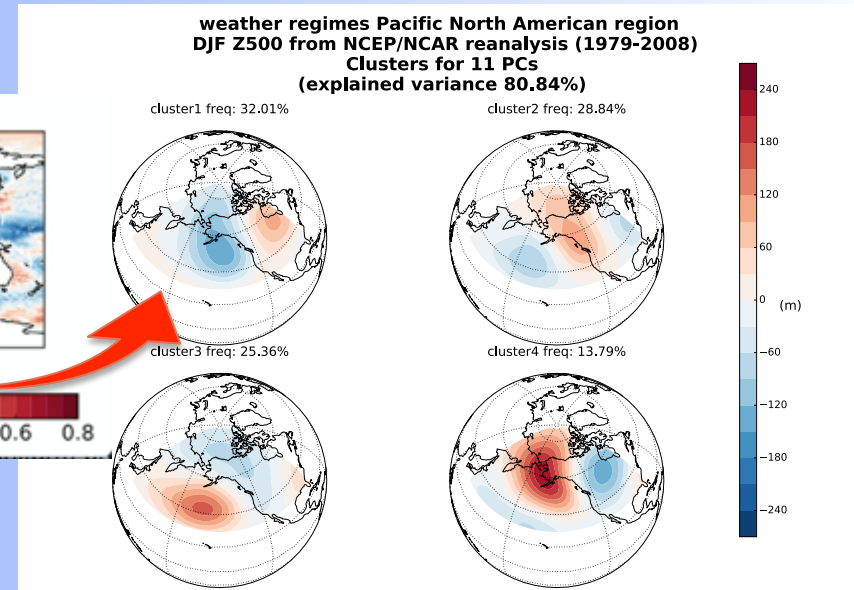 weather regimes Pacific North American region
DJF Z500 from NCEP/NCAR reanalysis (1979-2008)
Clusters for 11 PCs
(explained variance 80.84%)
cluster1 freq: 32.01%
cluster2 freq: 28.84%
cluster3 freq: 25.36%
cluster4 freq: 13.79%
240
180
120
60
0
(m)
−60
−120
−180
−240
0.6 0.8